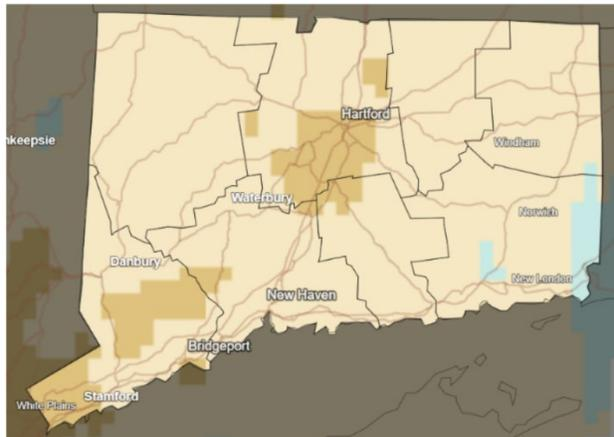 Hartford
nkeepsie
Windham
Waterbury
Norwich
Danbury
New London
New Haven
Bridgeport
Stamford
White Plains